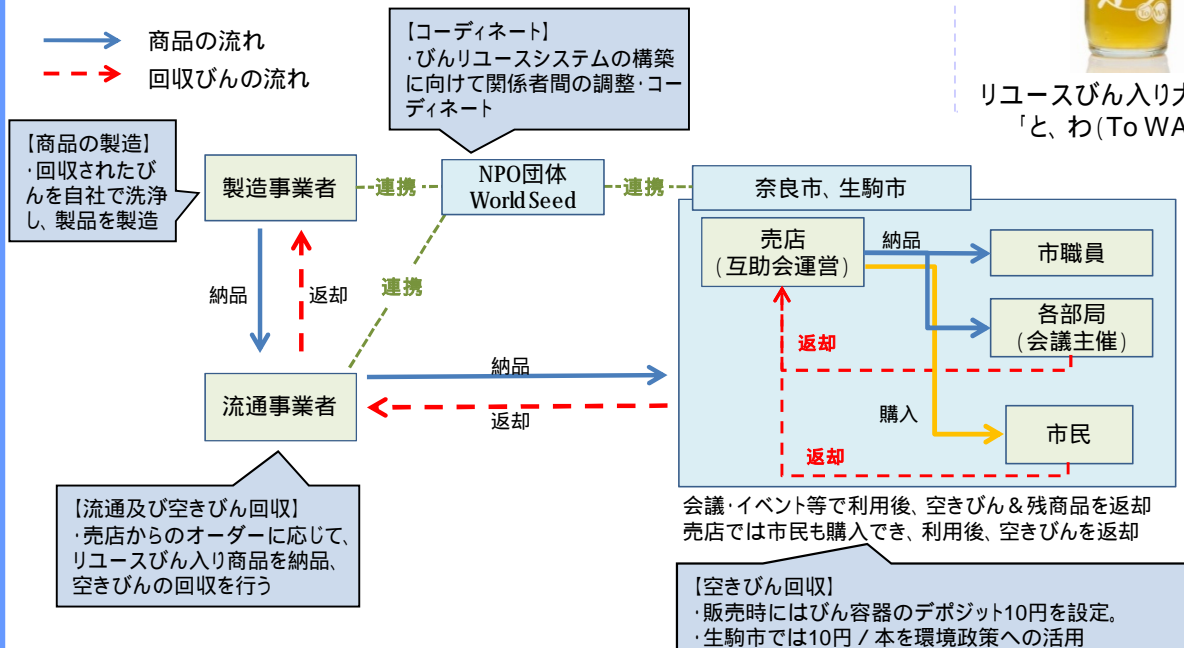 商品の流れ
回収びんの流れ
【コーディネート】
・びんリユースシステムの構築
に向けて関係者間の調整・コー
ディネート
リユースびん入り
「と、わ(To WA
【商品の製造】
・回収されたび
んを自社で洗浄
し、製品を製造
製造事業者
連携
NPO団体
World Seed
連携
奈良市、生駒市
売店
(互助会運営)
納品
市職員
各部局
(会議主催)
返却
購入
市民
返却
納品
返却
連携
流通事業者
納品
返却
【流通及び空きびん回収】
・売店からのオーダーに応じて、
リユースびん入り商品を納品、
空きびんの回収を行う
会議・イベント等で利用後、空きびん&残商品を返却
売店では市民も購入でき、利用後、空きびんを返却
【空きびん回収】
・販売時にはびん容器のデポジット10円を設定。
・生駒市では10円/本を環境政策への活用